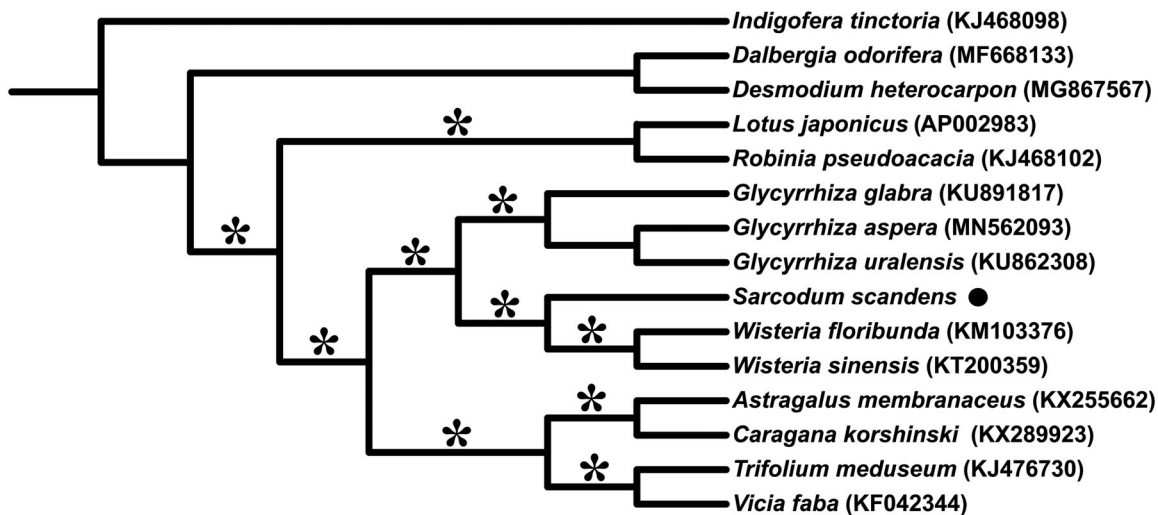 Indigofera tinctoria (KJ468098)
Dalbergia odorifera (MF668133)
Desmodium heterocarpon (MG867567)
Lotus japonicus (AP002983)
Robinia pseudoacacia (KJ468102)
Glycyrrhiza glabra (KU891817)
Glycyrrhiza aspera (MN562093)
Glycyrrhiza uralensis (KU862308)
Sarcodum scandens ●
Wisteria floribunda (KM103376)
Wisteria sinensis (KT200359)
Astragalus membranaceus (KX255662)
Caragana korshinski (KX289923)
Trifolium meduseum (KJ476730)
Vicia faba (KF042344)